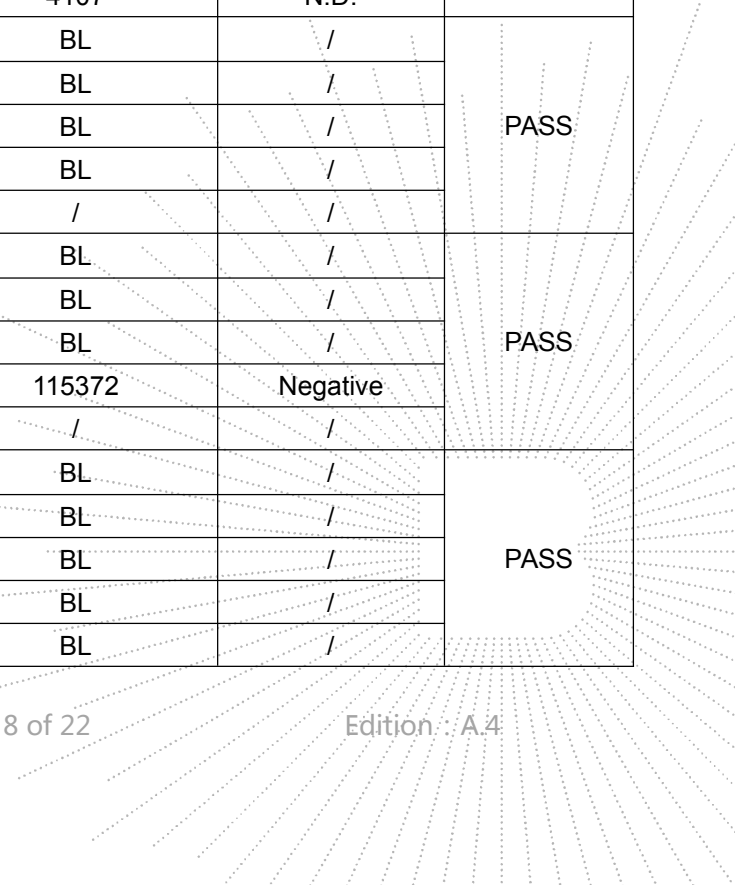 N.D.
BL /
BL /
BL / PASS
BL /
/ /
BL /
BL /
BL / PASS
115372 Negative
/ /
BL /
BL /
BL / PASS
BL /
BL /
8 of 22 Edition : A.4